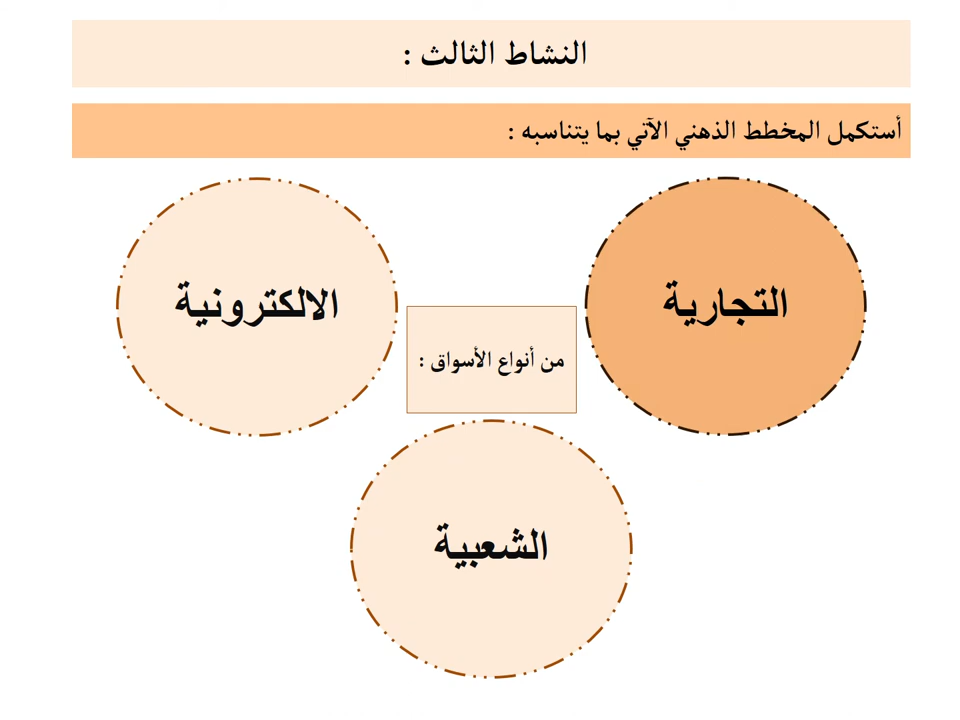 النشاط الثالث :
أستكمل المخطط الذهني الآتي بما يتناسبه :
التجارية
الالكترونية
من أنواع الأسواق :
الشعبية